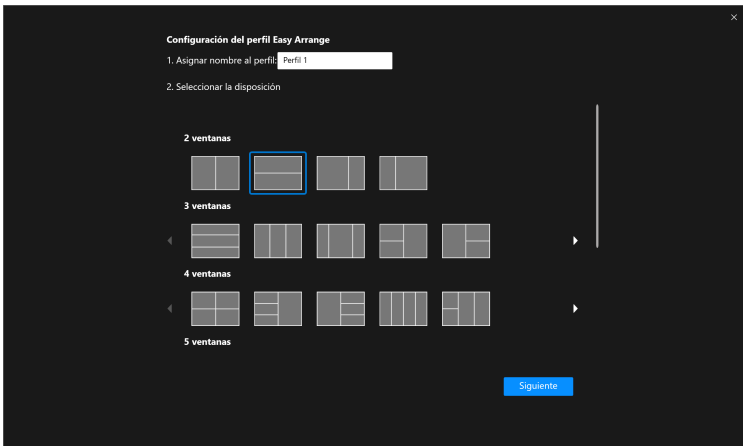 Configuración del perfil Easy Arrange
1. Asignar nombre al perfil: Perfil 1
2. Seleccionar la disposición
2 ventanas
3 ventanas
4 ventanas
5 ventanas
Siguiente